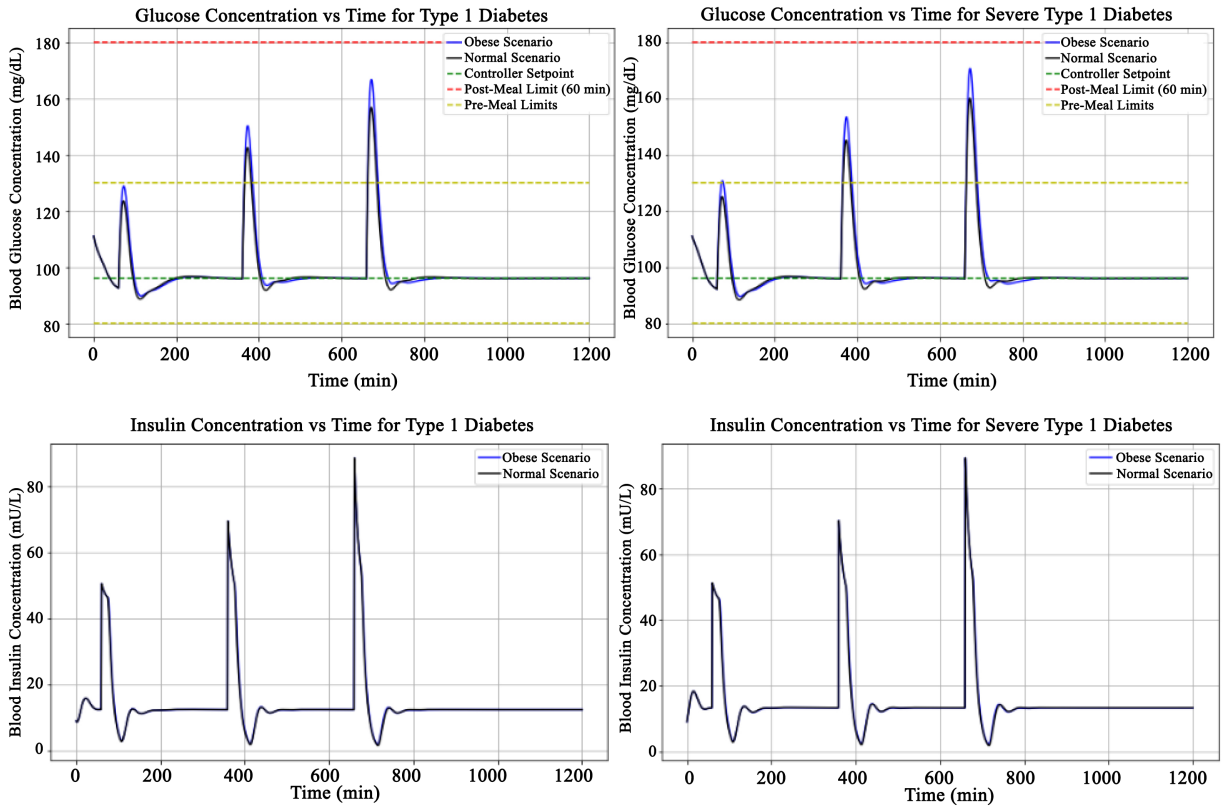 Glucose Concentration vs Time for Type 1 Diabetes
Blood Glucose Concentration (mg/dL)
180
160
140
120
100
80
Obese Scenario
Normal Scenario
Controller Setpoint
Post-Meal Limit (60 min)
Pre-Meal Limits
0 200 400 600 800 1000 1200
Time (min)
Glucose Concentration vs Time for Severe Type 1 Diabetes
Blood Glucose Concentration (mg/dL)
180
160
140
120
100
80
Obese Scenario
Normal Scenario
Controller Setpoint
Post-Meal Limit (60 min)
Pre-Meal Limits
0 200 400 600 800 1000 1200
Time (min)
Insulin Concentration vs Time for Type 1 Diabetes
Blood Insulin Concentration (mU/L)
80
60
40
20
0
Obese Scenario
Normal Scenario
0 200 400 600 800 1000 1200
Time (min)
Insulin Concentration vs Time for Severe Type 1 Diabetes
Blood Insulin Concentration (mU/L)
80
60
40
20
0
Obese Scenario
Normal Scenario
0 200 400 600 800 1000 1200
Time (min)